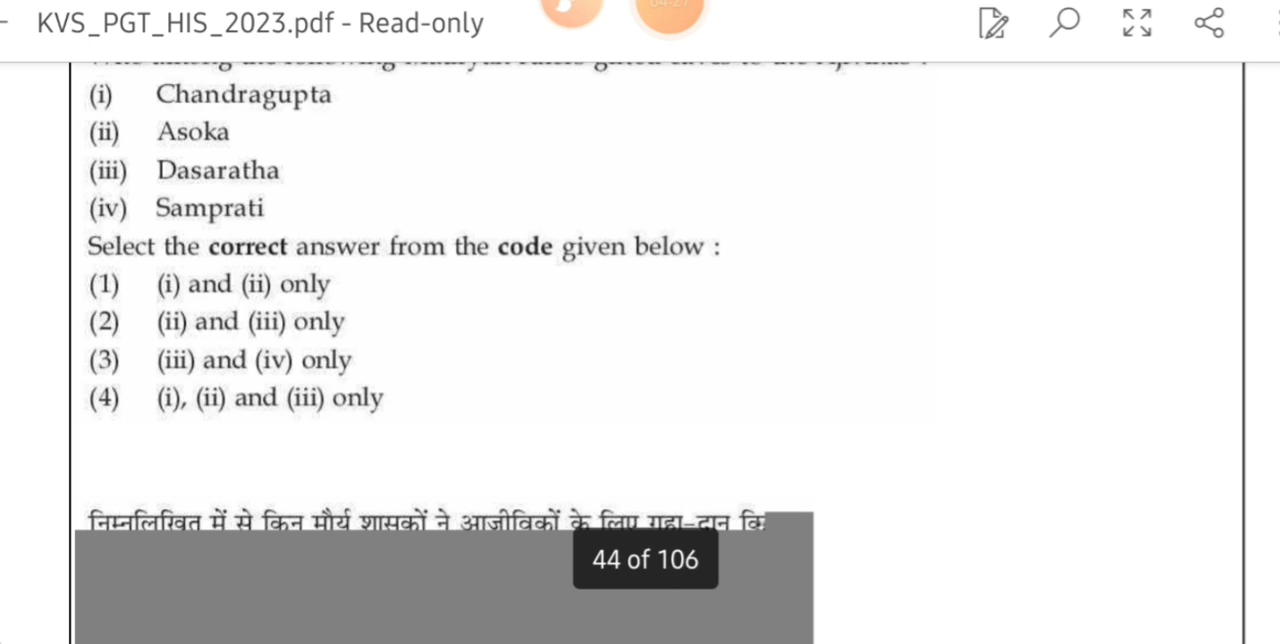 KVS_PGT_HIS_2023.pdf - Read-only
04:27
(i) Chandragupta
(ii) Asoka
(iii) Dasaratha
(iv) Samprati
Select the correct answer from the code given below :
(1) (i) and (ii) only
(2) (ii) and (iii) only
(3) (iii) and (iv) only
(4) (i), (ii) and (iii) only
निम्नलिखित में से किन मौर्य शासकों ने आजीविकों के लिए गुहा-दान
44 of 106